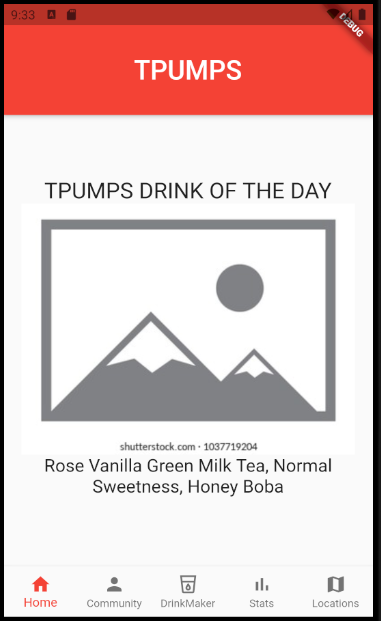 9:33
DEBUG
TPUMPS
TPUMPS DRINK OF THE DAY
shutterstock.com · 1037719204
Rose Vanilla Green Milk Tea, Normal
Sweetness, Honey Boba
Home Community DrinkMaker Stats Locations